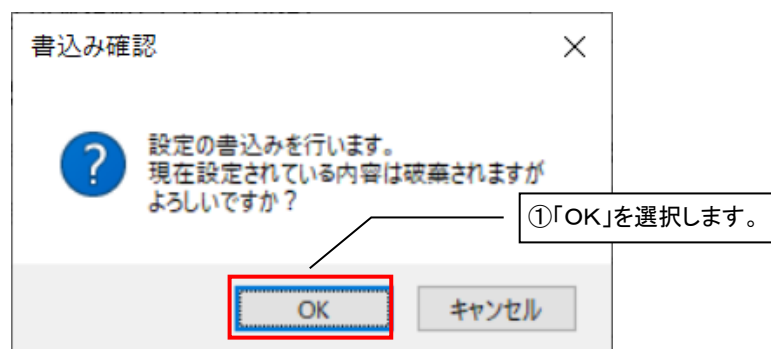 書込み確認
設定の書込みを行います。
現在設定されている内容は破棄されますが
よろしいですか？
①「OK」を選択します。
OK
キャンセル